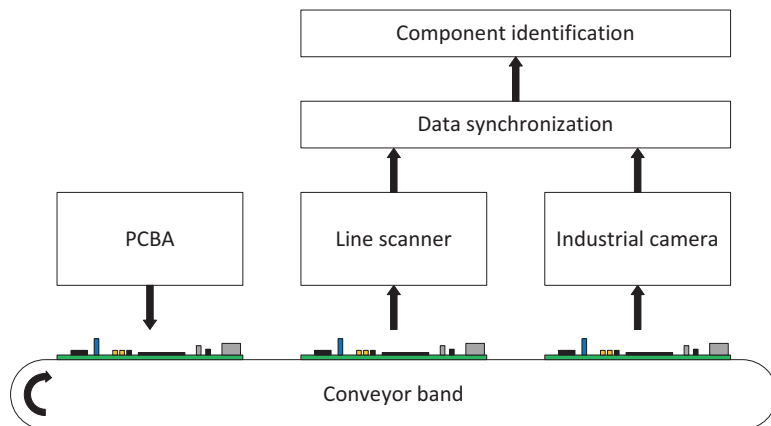 Component identification
Data synchronization
PCBA
Line scanner
Industrial camera
Conveyor band